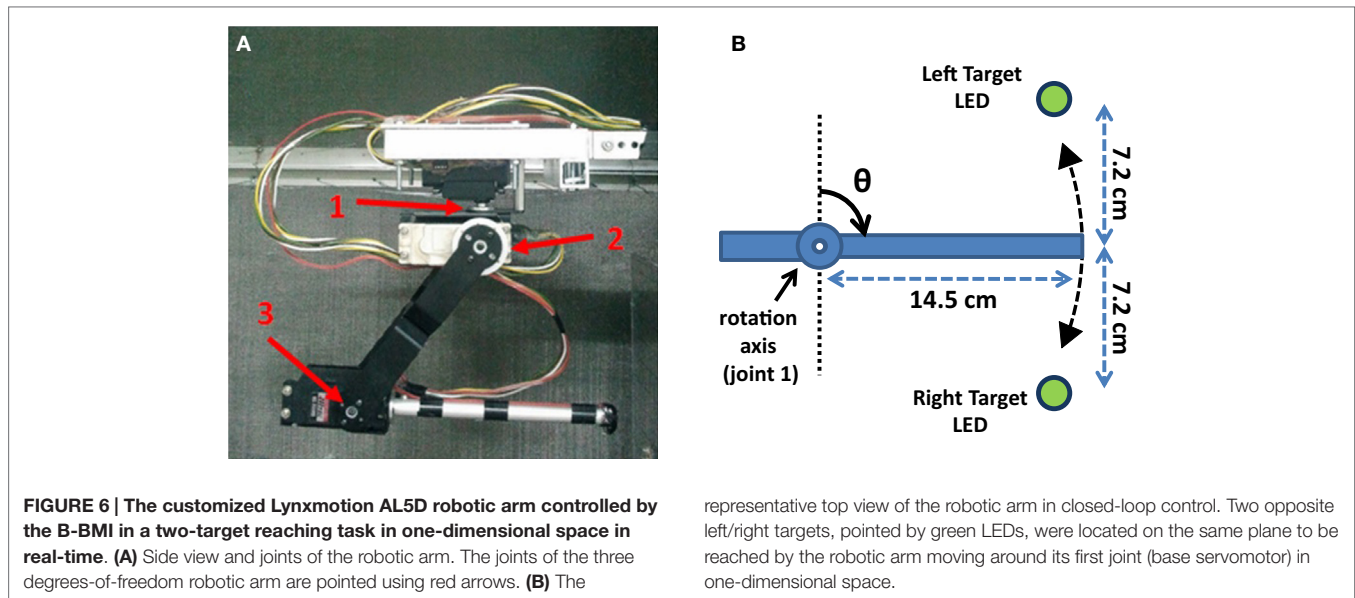 A
1
2
3
B
Left Target
LED
θ
7.2 cm
14.5 cm
7.2 cm
rotation
axis
(joint 1)
Right Target
LED
FIGURE 6 | The customized Lynxmotion AL5D robotic arm controlled by
the B-BMI in a two-target reaching task in one-dimensional space in
real-time. (A) Side view and joints of the robotic arm. The joints of the three
degrees-of-freedom robotic arm are pointed using red arrows. (B) The
representative top view of the robotic arm in closed-loop control. Two opposite
left/right targets, pointed by green LEDs, were located on the same plane to be
reached by the robotic arm moving around its first joint (base servomotor) in
one-dimensional space.